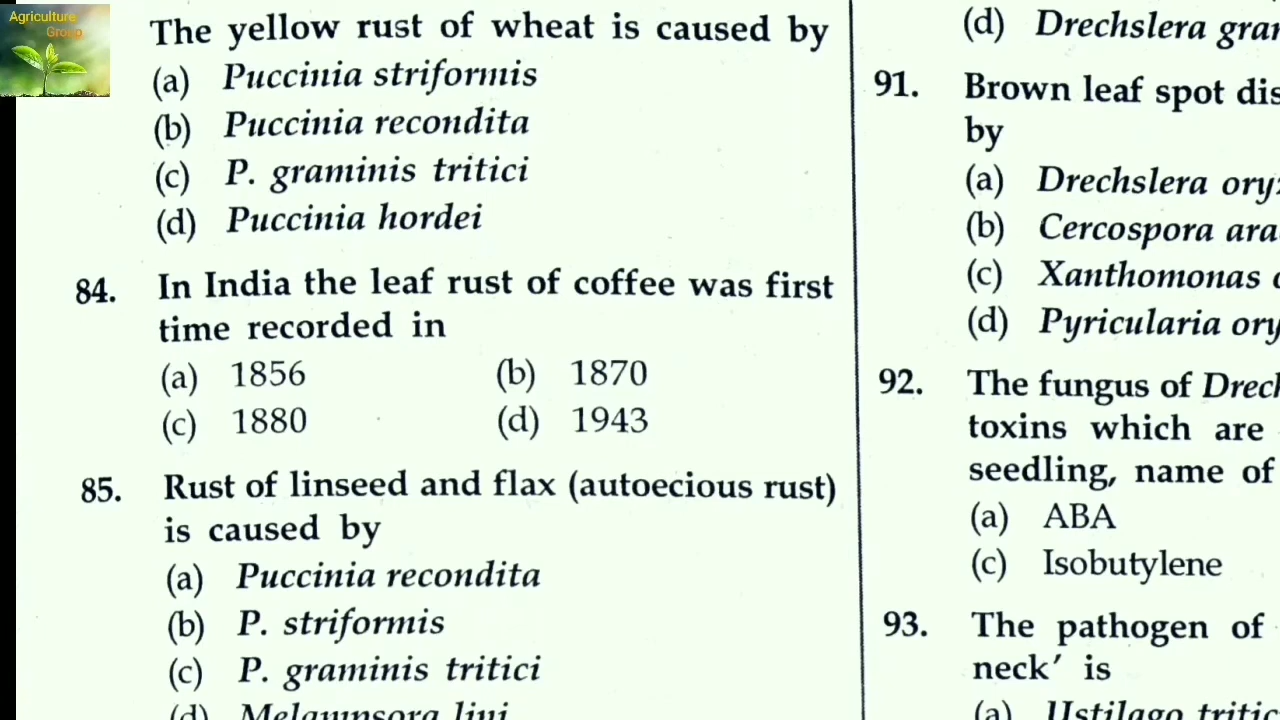 Agriculture
Group
The yellow rust of wheat is caused by
(a) Puccinia striformis
(b) Puccinia recondita
(c) P. graminis tritici
(d) Puccinia hordei
84. In India the leaf rust of coffee was first
time recorded in
(a) 1856 (b) 1870
(c) 1880 (d) 1943
85. Rust of linseed and flax (autoecious rust)
is caused by
(a) Puccinia recondita
(b) P. striformis
(c) P. graminis tritici
(d) Melampsora lini
(d) Drechslera
91. Brown leaf spot
by
(a) Drechslera
(b) Cercospora
(c) Xanthomonas
(d) Pyricularia
92. The fungus of
toxins which are
seedling, name of
(a) ABA
(c) Isobutylene
93. The pathogen of
neck' is
(a) Ustilago